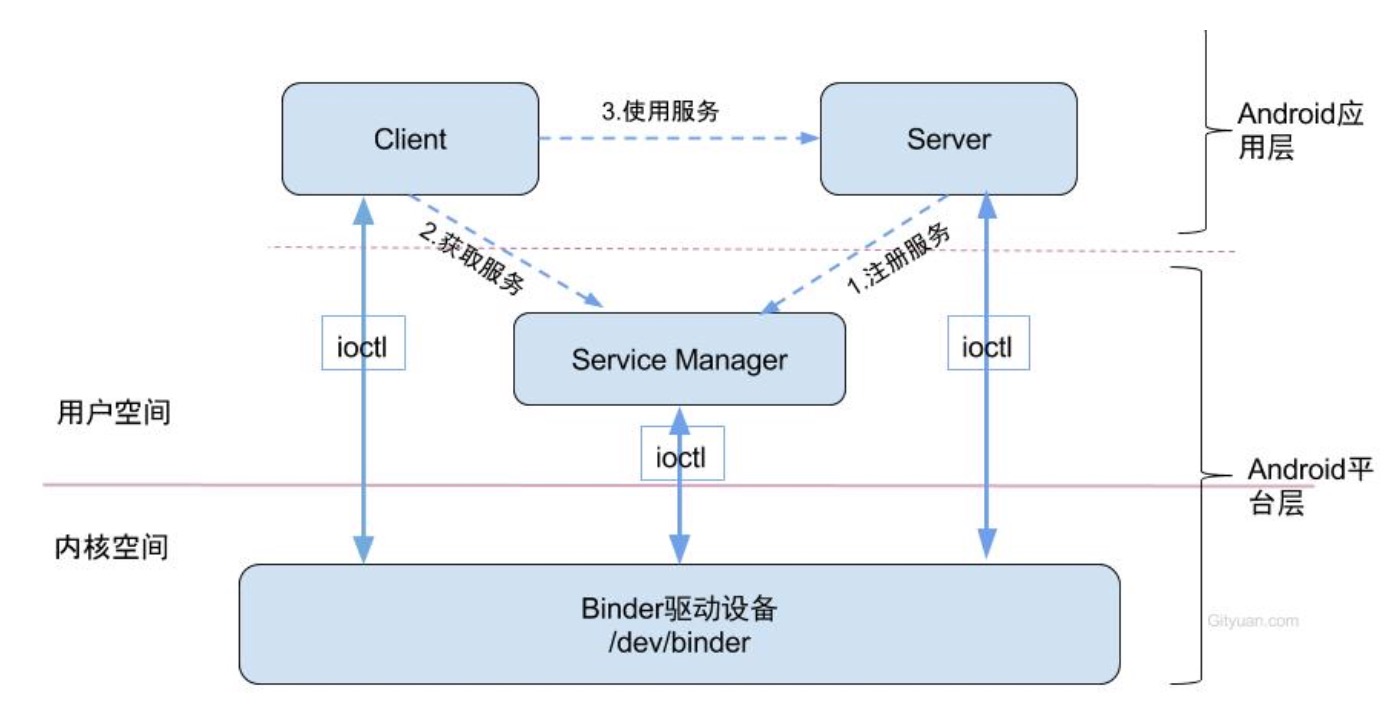 3.使用服务
Client
Server
Android应
用层
2.获取服务
1.注册服务
ioctl
Service Manager
ioctl
用户空间
ioctl
Android平
台层
内核空间
Binder驱动设备
/dev/binder
Gityuan.com